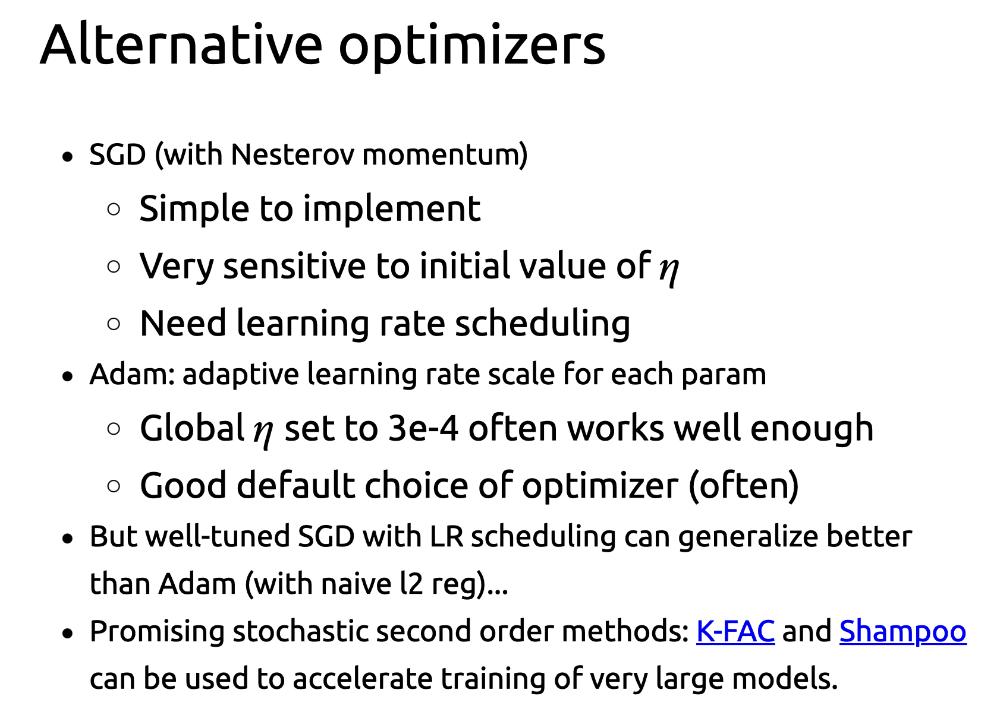 Alternative optimizers
• SGD (with Nesterov momentum)
○ Simple to implement
○ Very sensitive to initial value of η
○ Need learning rate scheduling
• Adam: adaptive learning rate scale for each param
○ Global η set to 3e-4 often works well enough
○ Good default choice of optimizer (often)
• But well-tuned SGD with LR scheduling can generalize better
than Adam (with naive l2 reg)...
• Promising stochastic second order methods: K-FAC and Shampoo
can be used to accelerate training of very large models.